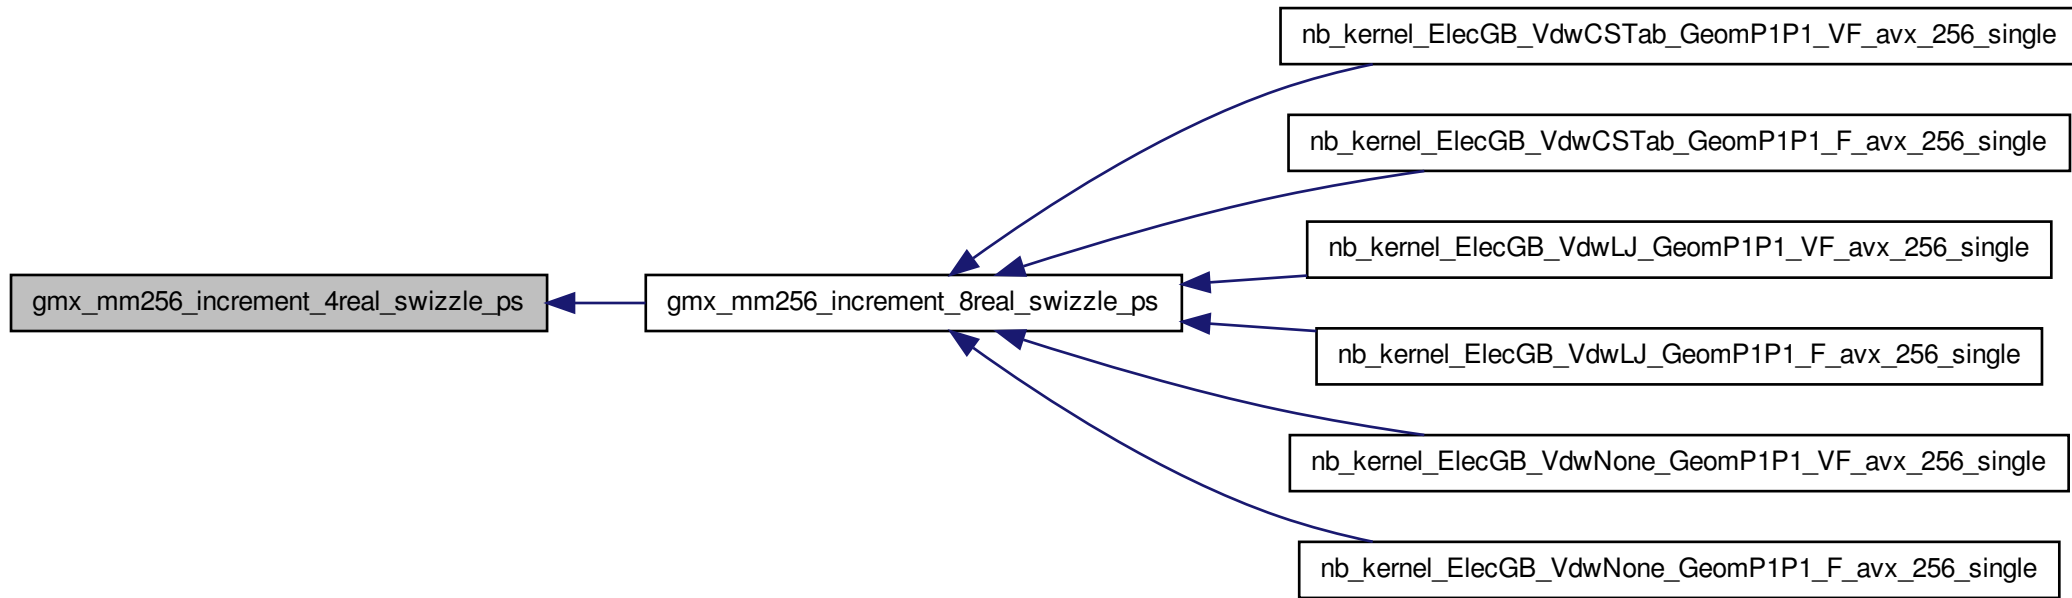 nb_kernel_ElecGB_VdwCSTab_GeomP1P1_VF_avx_256_single
nb_kernel_ElecGB_VdwCSTab_GeomP1P1_F_avx_256_single
nb_kernel_ElecGB_VdwLJ_GeomP1P1_VF_avx_256_single
gmx_mm256_increment_4real_swizzle_ps
gmx_mm256_increment_8real_swizzle_ps
nb_kernel_ElecGB_VdwLJ_GeomP1P1_F_avx_256_single
nb_kernel_ElecGB_VdwNone_GeomP1P1_VF_avx_256_single
nb_kernel_ElecGB_VdwNone_GeomP1P1_F_avx_256_single